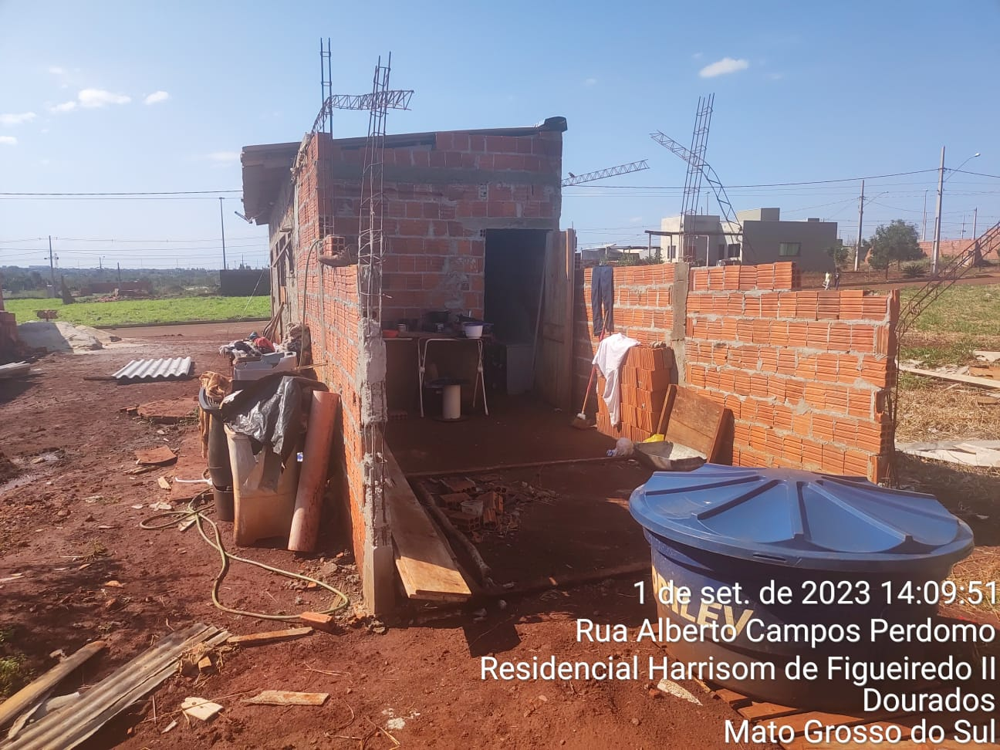 1 de set. de 2023 14:09:51
Rua Alberto Campos Perdomo
Residencial Harrisom de Figueiredo II
Dourados
Mato Grosso do Sul